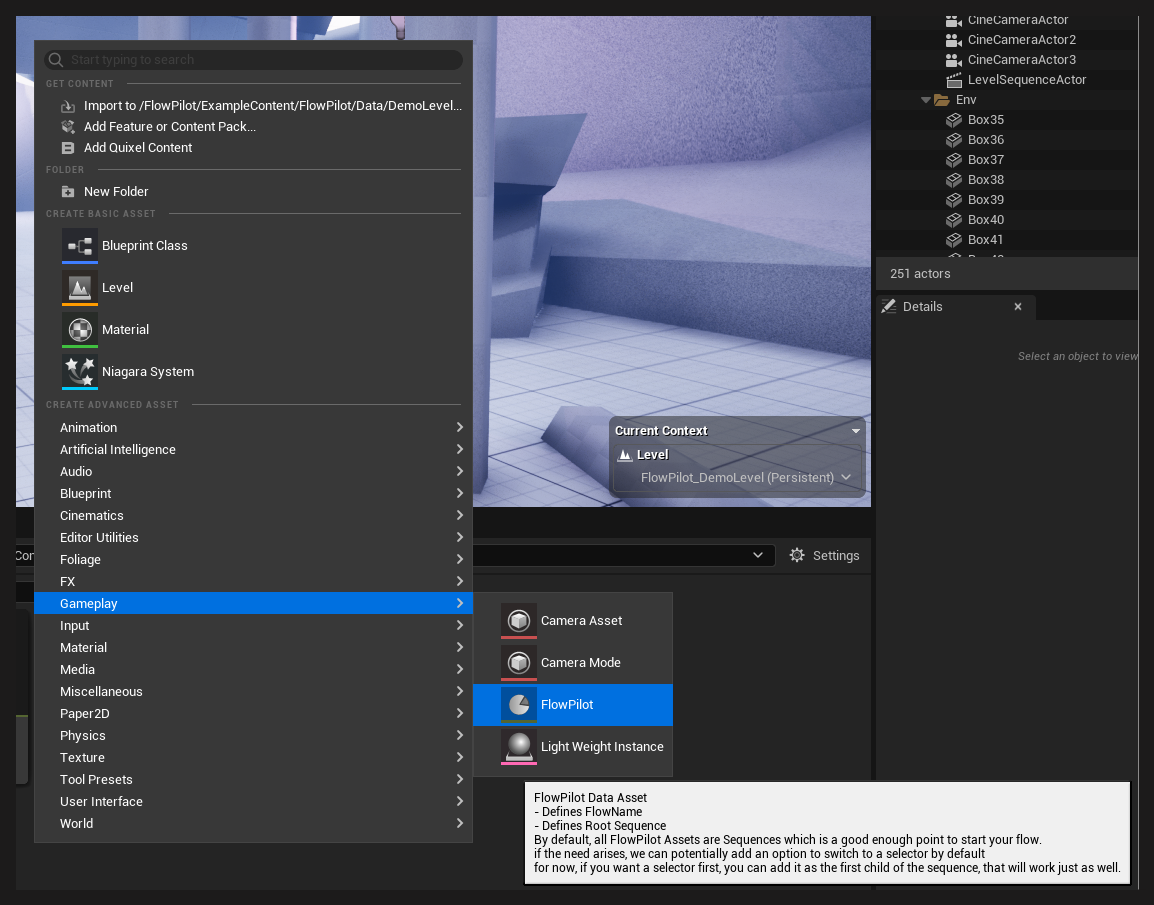 Start typing to search
GET CONTENT
Import to /FlowPilot/ExampleContent/FlowPilot/Data/DemoLevel...
Add Feature or Content Pack...
Add Quixel Content
FOLDER
New Folder
CREATE BASIC ASSET
Blueprint Class
Level
Material
Niagara System
CREATE ADVANCED ASSET
Animation
Artificial Intelligence
Audio
Blueprint
Cinematics
Editor Utilities
Foliage
FX
Gameplay
Input
Material
Media
Miscellaneous
Paper2D
Physics
Texture
Tool Presets
User Interface
World
Camera Asset
Camera Mode
FlowPilot
Light Weight Instance
FlowPilot Data Asset
- Defines FlowName
- Defines Root Sequence
By default, all FlowPilot Assets are Sequences which is a good enough point to start your flow.
if the need arises, we can potentially add an option to switch to a selector by default
for now, if you want a selector first, you can add it as the first child of the sequence, that will work just as well.
Current Context
Level
FlowPilot_DemoLevel (Persistent)
Con
Settings
CineCameraActor
CineCameraActor2
CineCameraActor3
LevelSequenceActor
Env
Box35
Box36
Box37
Box38
Box39
Box40
Box41
251 actors
Details
Select an object to view